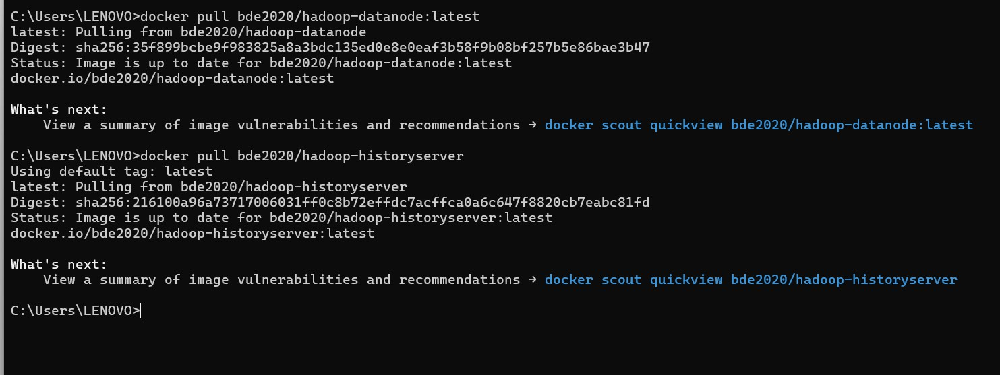 C:\Users\LENOVO>docker pull bde2020/hadoop-datanode:latest
latest: Pulling from bde2020/hadoop-datanode
Digest: sha256:35f899bcbe9f983825a8a3bdc135ed0e8e0eaf3b58f9b08bf257b5e86bae3b47
Status: Image is up to date for bde2020/hadoop-datanode:latest
docker.io/bde2020/hadoop-datanode:latest
What's next:
View a summary of image vulnerabilities and recommendations → docker scout quickview bde2020/hadoop-datanode:latest
C:\Users\LENOVO>docker pull bde2020/hadoop-historyserver
Using default tag: latest
latest: Pulling from bde2020/hadoop-historyserver
Digest: sha256:216100a96a73717006031ff0c8b72effdc7acffca0a6c647f8820cb7eabc81fd
Status: Image is up to date for bde2020/hadoop-historyserver:latest
docker.io/bde2020/hadoop-historyserver:latest
What's next:
View a summary of image vulnerabilities and recommendations → docker scout quickview bde2020/hadoop-historyserver
C:\Users\LENOVO>